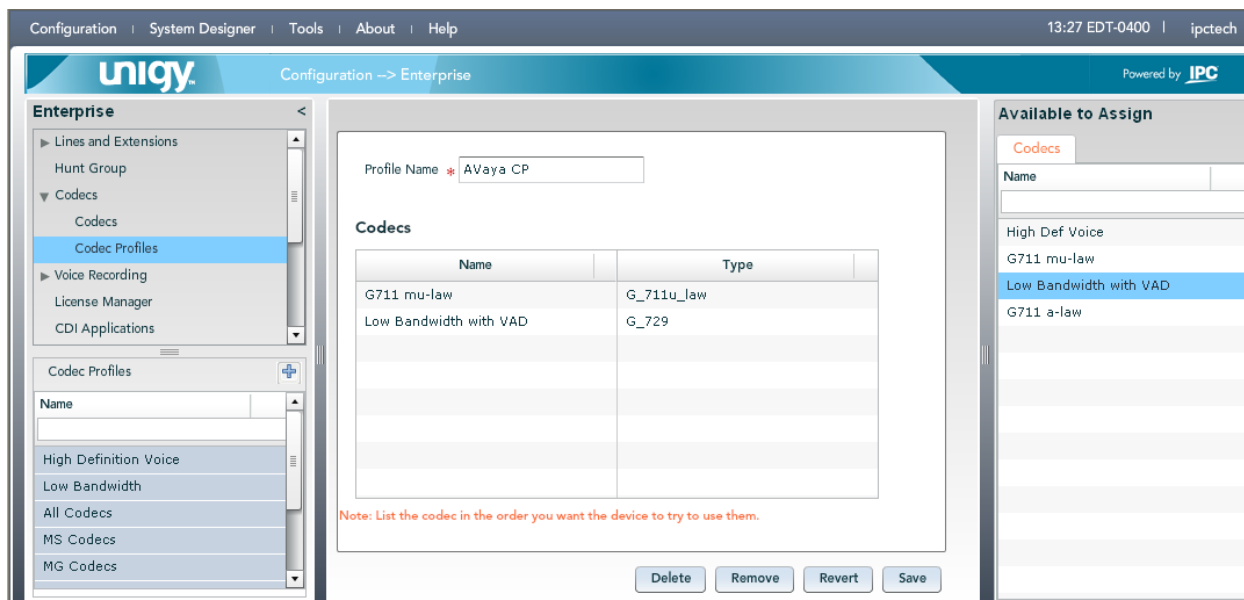 Configuration System Designer Tools About Help 13:27 EDT-0400 ipctech
unigy Configuration --> Enterprise Powered by IPC
Enterprise <
Lines and Extensions
Hunt Group
Codecs
Codecs
Codec Profiles
Voice Recording
License Manager
CDI Applications
Codec Profiles
Name
High Definition Voice
Low Bandwidth
All Codecs
MS Codecs
MG Codecs
Profile Name * AVaya CP
Codecs
Name Type
G711 mu-law G_711u_law
Low Bandwidth with VAD G_729
Note: List the codec in the order you want the device to try to use them.
Delete Remove Revert Save
Available to Assign
Codecs
Name
High Def Voice
G711 mu-law
Low Bandwidth with VAD
G711 a-law